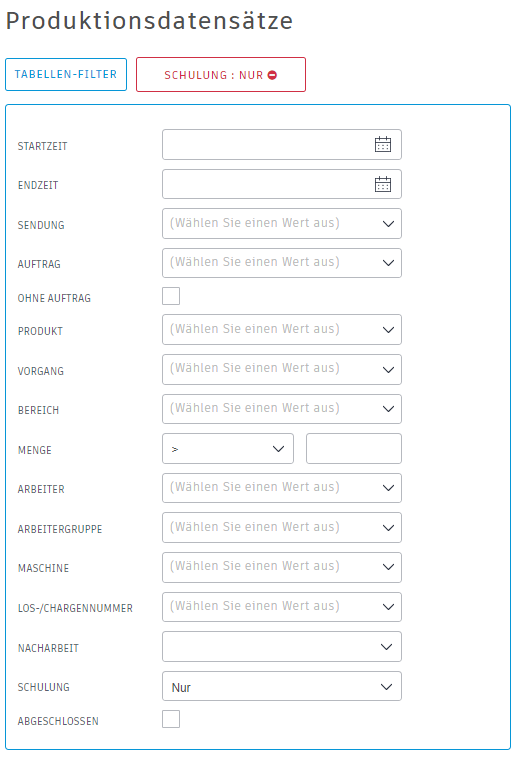 Produktionsdatensätze
TABELLEN-FILTER
SCHULUNG : NUR
STARTZEIT
ENDZEIT
SENDUNG (Wählen Sie einen Wert aus)
AUFTRAG (Wählen Sie einen Wert aus)
OHNE AUFTRAG
PRODUKT (Wählen Sie einen Wert aus)
VORGANG (Wählen Sie einen Wert aus)
BEREICH (Wählen Sie einen Wert aus)
MENGE >
ARBEITER (Wählen Sie einen Wert aus)
ARBEITERGRUPPE (Wählen Sie einen Wert aus)
MASCHINE (Wählen Sie einen Wert aus)
LOS-/CHARGENNUMMER (Wählen Sie einen Wert aus)
NACHARBEIT
SCHULUNG Nur
ABGESCHLOSSEN